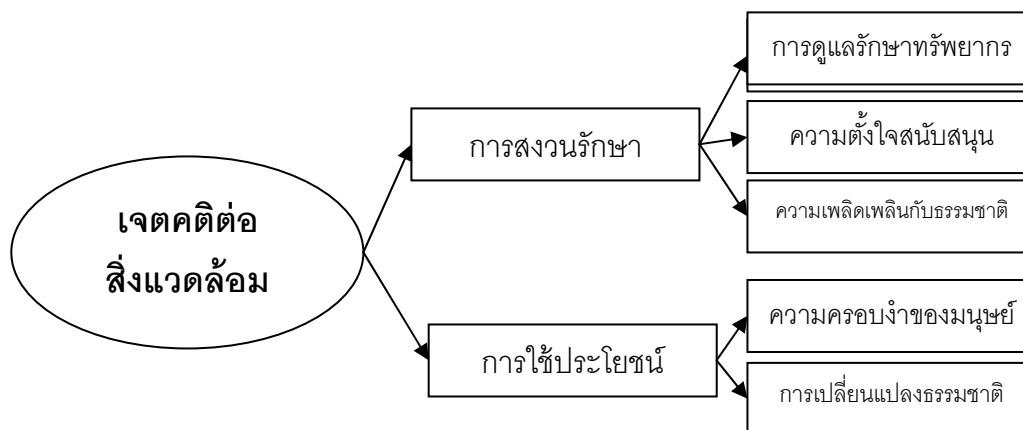 เจตคติต่อ
สิ่งแวดล้อม
การสงวนรักษา
การดูแลรักษาทรัพยากร
ความตั้งใจสนับสนุน
ความเพลิดเพลินกับธรรมชาติ
การใช้ประโยชน์
ความครอบงำของมนุษย์
การเปลี่ยนแปลงธรรมชาติ